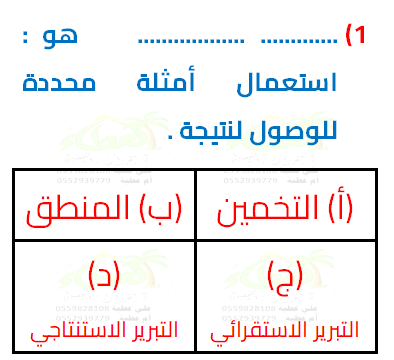 1) ............. .................. هو :
استعمال أمثلة محددة
للوصول لنتيجة .
(أ) التخمين
(ب) المنطق
(ج)
التبرير الاستقرائي
(د)
التبرير الاستنتاجي